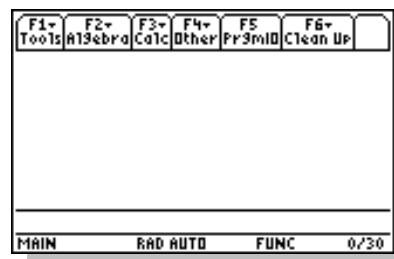 F1▾ F2▾ F3▾ F4▾ F5 F6▾
Tools Algebra Calc Other PrgmIO Clean Up
MAIN RAD AUTO FUNC 0/30